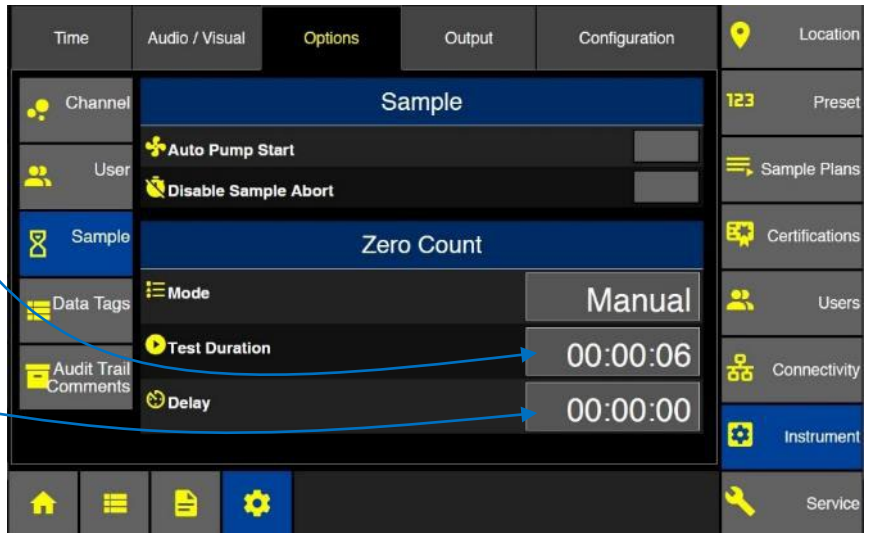 Time
Audio / Visual
Options
Output
Configuration
Location
Channel
Sample
123
Preset
Auto Pump Start
User
Disable Sample Abort
Sample Plans
Sample
Zero Count
Certifications
Mode
Manual
Data Tags
Users
Test Duration
00:00:06
Audit Trail
Comments
Connectivity
Delay
00:00:00
Instrument
Service